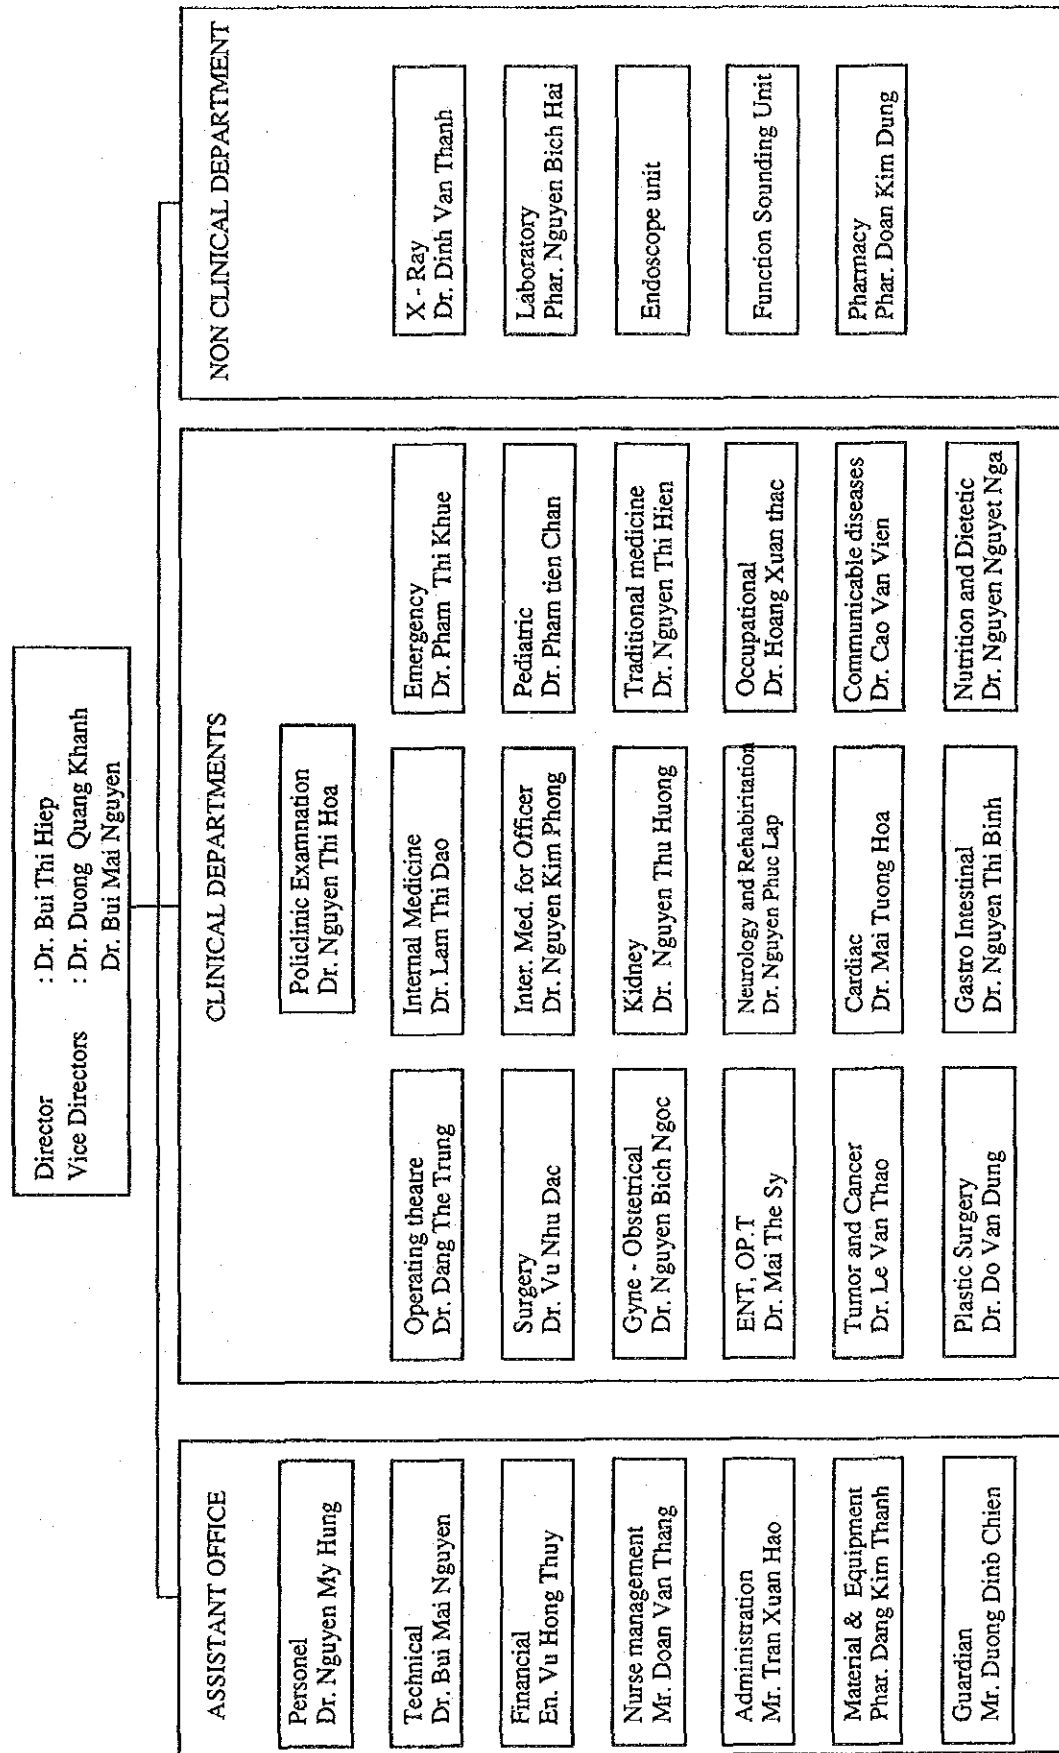 Director : Dr. Bui Thi Hiep
Vice Directors : Dr. Duong Quang Khanh
Dr. Bui Mai Nguyen
ASSISTANT OFFICE
Personel
Dr. Nguyen My Hung
Technical
Dr. Bui Mai Nguyen
Financial
En. Vu Hong Thuy
Nurse management
Mr. Doan Van Thang
Administration
Mr. Tran Xuan Hao
Material & Equipment
Phar. Dang Kim Thanh
Guardian
Mr. Duong Dinh Chien
CLINICAL DEPARTMENTS
Policlinic Examnation
Dr. Nguyen Thi Hoa
Operating theatre
Dr. Dang The Trung
Surgery
Dr. Vu Nhu Dac
Gyne - Obstetrical
Dr. Nguyen Bich Ngoc
ENT, OP.T
Dr. Mai The Sy
Tumor and Cancer
Dr. Le Van Thao
Plastic Surgery
Dr. Do Van Dung
Internal Medicine
Dr. Lam Thi Dao
Inter. Med. for Officer
Dr. Nguyen Kim Phong
Kidney
Dr. Nguyen Thu Huong
Neurology and Rehabiritation
Dr. Nguyen Phuc Lap
Cardiac
Dr. Mai Tuong Hoa
Gastro Intestinal
Dr. Nguyen Thi Binh
Emergency
Dr. Pham Thi Khue
Pediatric
Dr. Pham tien Chan
Traditional medicine
Dr. Nguyen Thi Hien
Occupational
Dr. Hoang Xuan thac
Communicable diseases
Dr. Cao Van Vien
Nutrition and Dietetic
Dr. Nguyen Nguyet Nga
NON CLINICAL DEPARTMENT
X - Ray
Dr. Dinh Van Thanh
Laboratory
Phar. Nguyen Bich Hai
Endoscope unit
Function Sounding Unit
Pharmacy
Phar. Doan Kim Dung